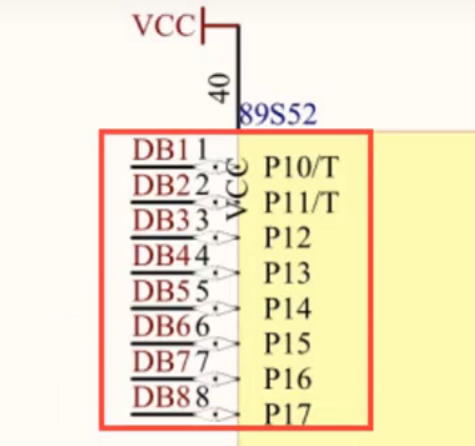 VCC
40
89S52
DB1 1 P10/T
DB2 2 P11/T
VCC
DB3 3 P12
DB4 4 P13
DB5 5 P14
DB6 6 P15
DB7 7 P16
DB8 8 P17